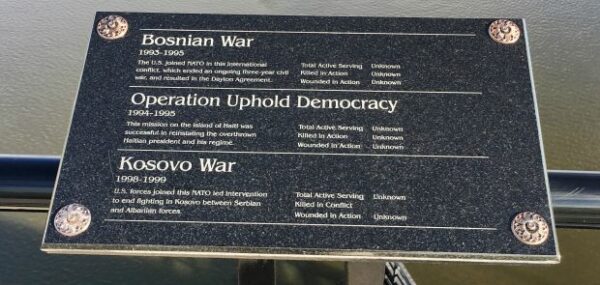 Bosnian War
1993-1995
The U.S. joined NATO in this international
conflict, which ended an ongoing three-year civil
war, and resulted in the Dayton Agreement.
Total Active Serving Unknown
Killed in Action Unknown
Wounded in Action Unknown
Operation Uphold Democracy
1994-1995
This mission on the island of Haiti was
successful in reinstating the overthrown
Haitian president and his regime.
Total Active Serving Unknown
Killed in Action Unknown
Wounded in Action Unknown
Kosovo War
1998-1999
U.S. forces joined this NATO led intervention
to end fighting in Kosovo between Serbian
and Albanian forces.
Total Active Serving Unknown
Killed in Conflict
Wounded in Action Unknown